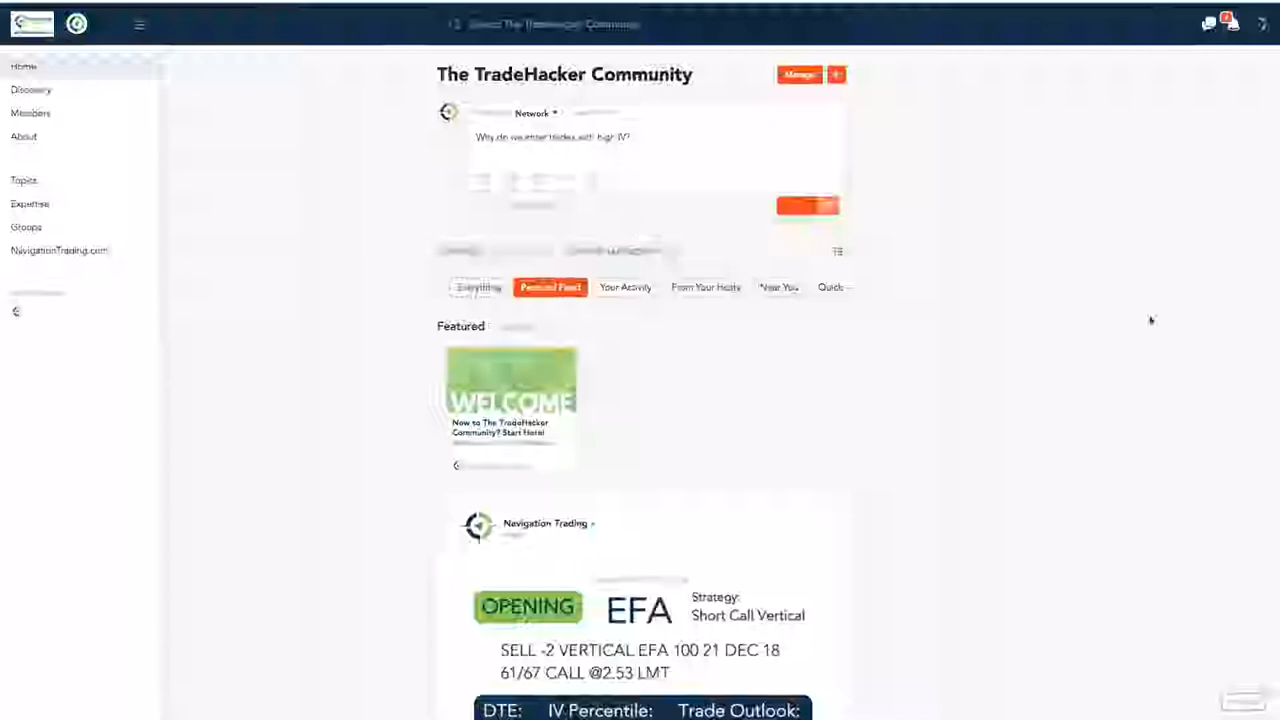 The TradeHacker Community
Manage
Home
Discovery
Members
About
Topics
Expertise
Groups
NavigationTrading.com
Network
Why do we enter trades with high IV?
Everything
Personal Feed
Your Activity
From Your Hosts
Near You
Quick
Featured
WELCOME
New to The TradeHacker
Community? Start Here!
Navigation Trading
OPENING
EFA
Strategy:
Short Call Vertical
SELL -2 VERTICAL EFA 100 21 DEC 18
61/67 CALL @2.53 LMT
DTE: IV Percentile: Trade Outlook: